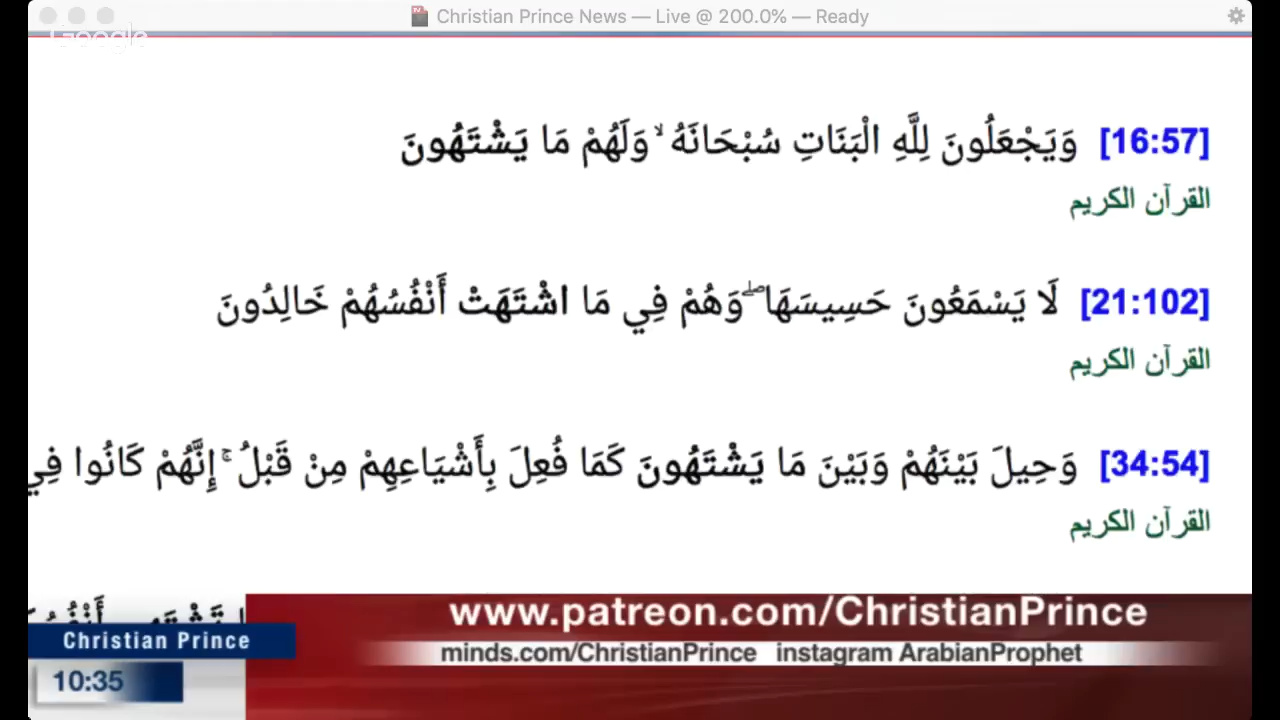 Christian Prince News — Live @ 200.0% — Ready
Google
[16:57] وَيَجْعَلُونَ لِلَّهِ الْبَنَاتِ سُبْحَانَهُ ۙ وَلَهُمْ مَا يَشْتَهُونَ
القرآن الكريم
[21:102] لَا يَسْمَعُونَ حَسِيسَهَا ۖ وَهُمْ فِي مَا اشْتَهَتْ أَنْفُسُهُمْ خَالِدُونَ
القرآن الكريم
[34:54] وَحِيلَ بَيْنَهُمْ وَبَيْنَ مَا يَشْتَهُونَ كَمَا فُعِلَ بِأَشْيَاعِهِمْ مِنْ قَبْلُ ۚ إِنَّهُمْ كَانُوا فِي
القرآن الكريم
www.patreon.com/ChristianPrince
Christian Prince
minds.com/ChristianPrince instagram ArabianProphet
10:35